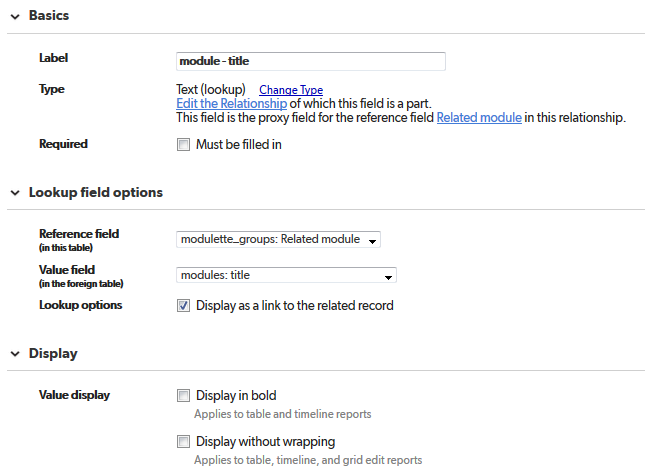 Basics
Label
module - title
Type
Text (lookup) Change Type
Edit the Relationship of which this field is a part.
This field is the proxy field for the reference field Related module in this relationship.
Required
Must be filled in
Lookup field options
Reference field
(in this table)
modulette_groups: Related module
Value field
(in the foreign table)
modules: title
Lookup options
Display as a link to the related record
Display
Value display
Display in bold
Applies to table and timeline reports
Display without wrapping
Applies to table, timeline, and grid edit reports